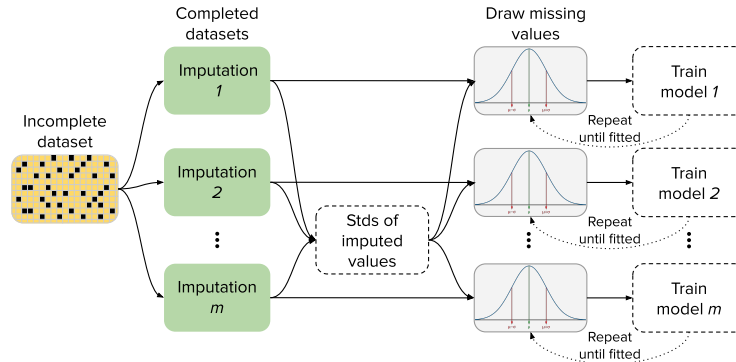 Completed
datasets
Draw missing
values
Imputation
1
Train
model 1
Incomplete
dataset
Repeat
until fitted
Imputation
2
Train
model 2
Stds of
imputed
values
Repeat
until fitted
Imputation
m
Train
model m
Repeat
until fitted